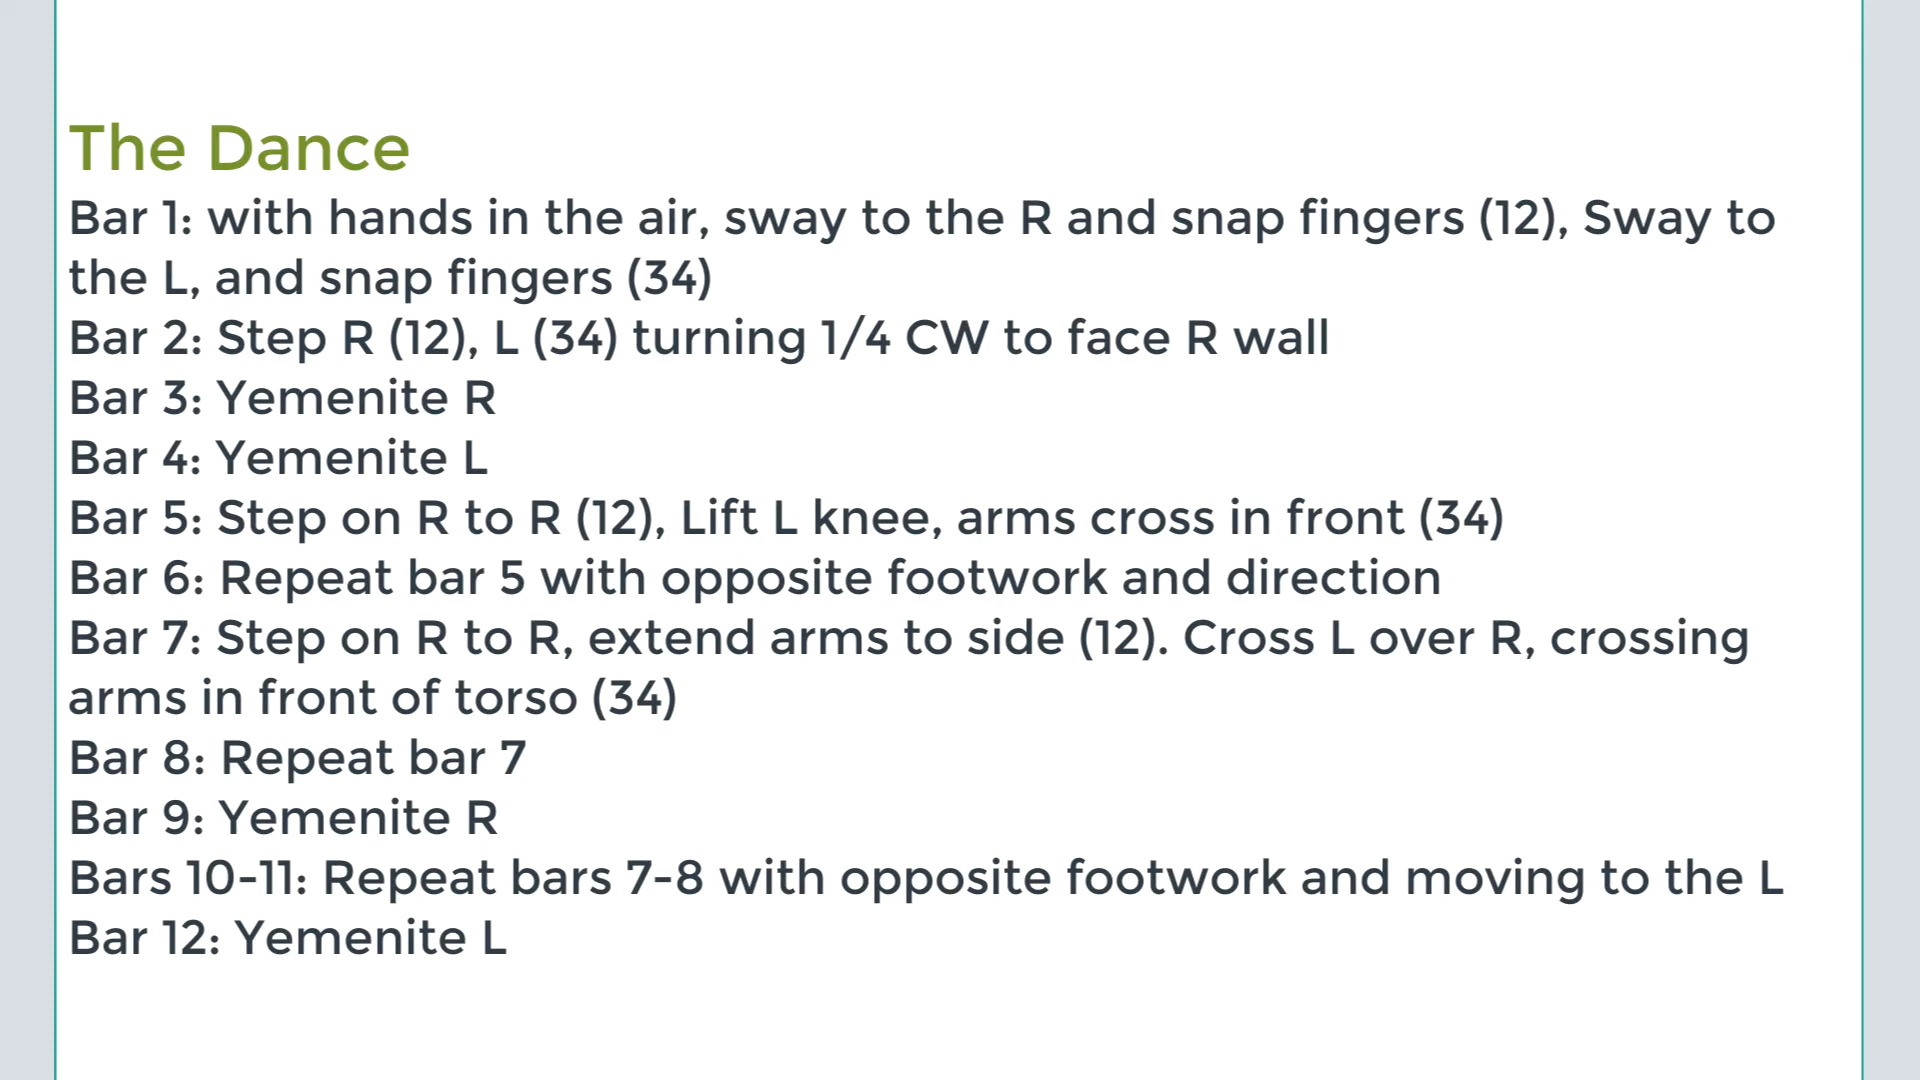 The Dance
Bar 1: with hands in the air, sway to the R and snap fingers (12), Sway to
the L, and snap fingers (34)
Bar 2: Step R (12), L (34) turning 1/4 CW to face R wall
Bar 3: Yemenite R
Bar 4: Yemenite L
Bar 5: Step on R to R (12), Lift L knee, arms cross in front (34)
Bar 6: Repeat bar 5 with opposite footwork and direction
Bar 7: Step on R to R, extend arms to side (12). Cross L over R, crossing
arms in front of torso (34)
Bar 8: Repeat bar 7
Bar 9: Yemenite R
Bars 10-11: Repeat bars 7-8 with opposite footwork and moving to the L
Bar 12: Yemenite L